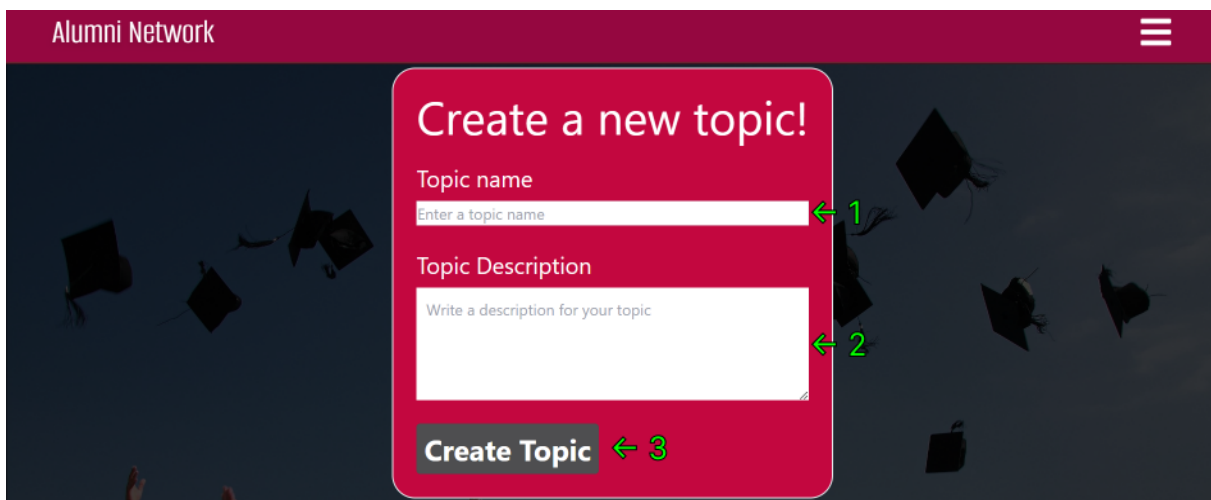 Alumni Network
Create a new topic!
Topic name
Enter a topic name
← 1
Topic Description
Write a description for your topic
← 2
Create Topic ← 3